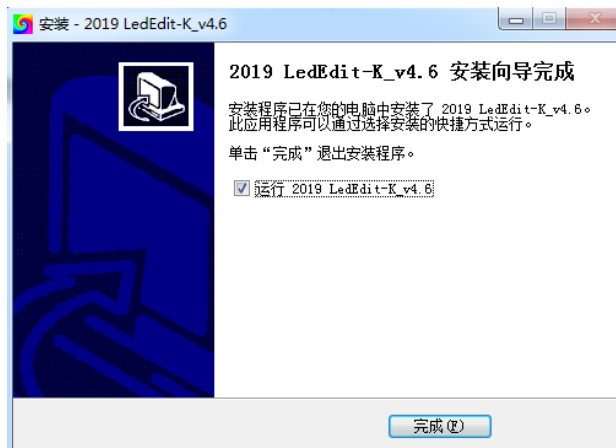 安装 - 2019 LedEdit-K_v4.6
2019 LedEdit-K_v4.6 安装向导完成
安装程序已在您的电脑中安装了 2019 LedEdit-K_v4.6。
此应用程序可以通过选择安装的快捷方式运行。
单击“完成”退出安装程序。
运行 2019 LedEdit-K_v4.6
完成(F)